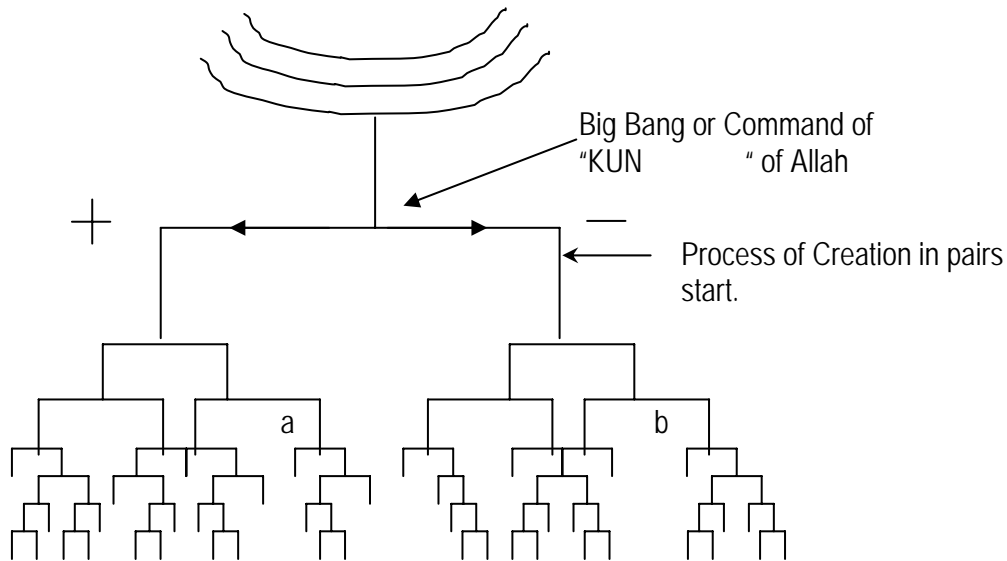 Big Bang or Command of
“KUN “ of Allah
+
—
Process of Creation in pairs
start.
a
b